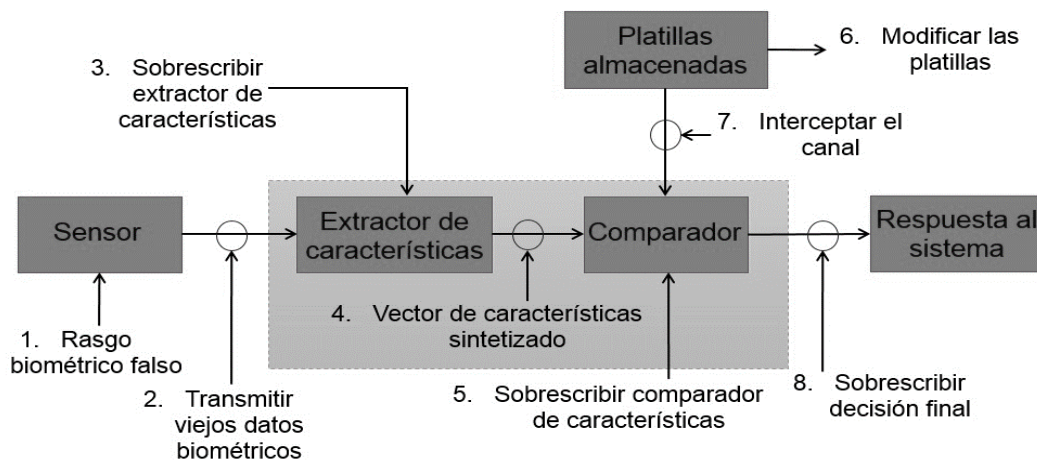 Platillas
almacenadas
6. Modificar las
platillas
3. Sobrescribir
extractor de
características
7. Interceptar el
canal
Sensor
Extractor de
características
Comparador
Respuesta al
sistema
4. Vector de características
sintetizado
1. Rasgo
biométrico falso
2. Transmitir
viejos datos
biométricos
5. Sobrescribir comparador
de características
8. Sobrescribir
decisión final